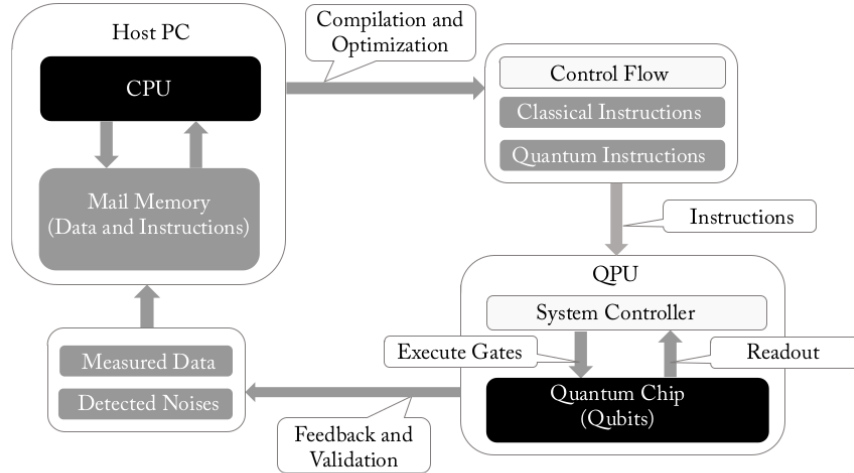 Host PC
CPU
Mail Memory
(Data and Instructions)
Compilation and
Optimization
Control Flow
Classical Instructions
Quantum Instructions
Instructions
QPU
System Controller
Execute Gates
Readout
Quantum Chip
(Qubits)
Feedback and
Validation
Measured Data
Detected Noises